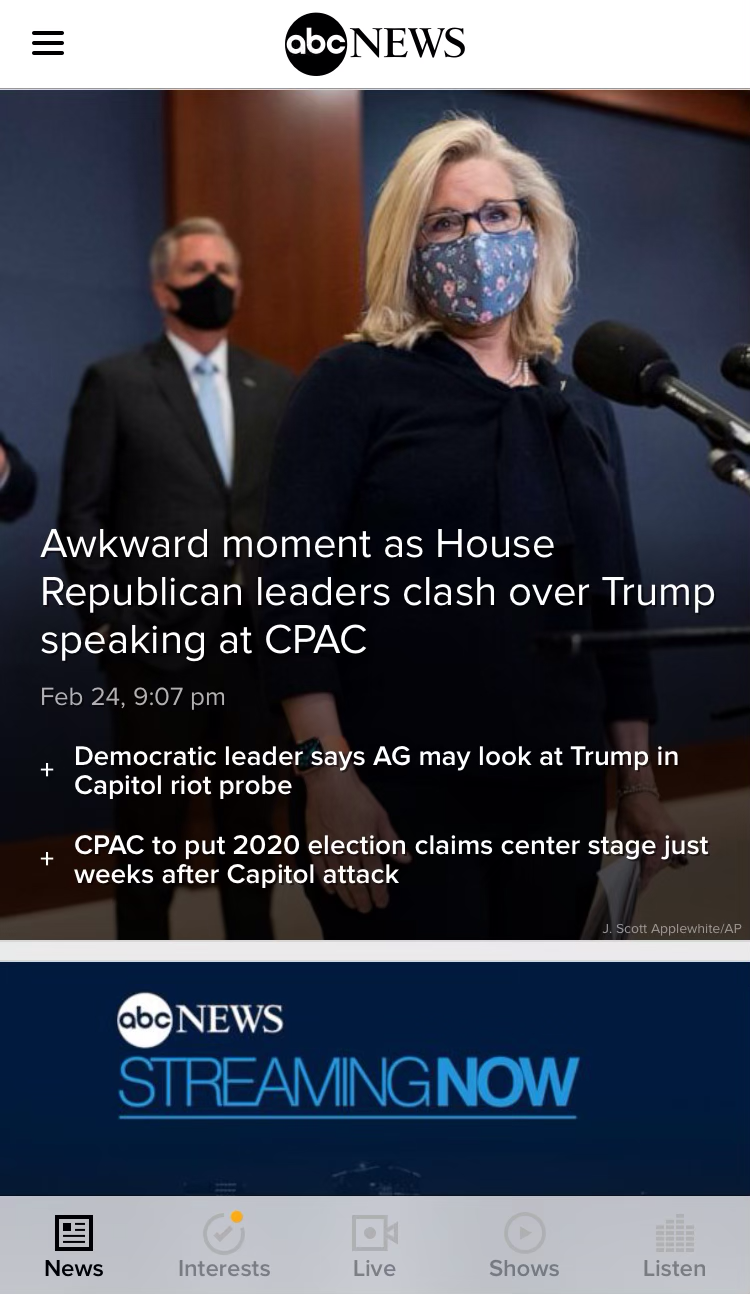 abc NEWS
Awkward moment as House
Republican leaders clash over Trump
speaking at CPAC
Feb 24, 9:07 pm
+ Democratic leader says AG may look at Trump in
Capitol riot probe
+ CPAC to put 2020 election claims center stage just
weeks after Capitol attack
J. Scott Applewhite/AP
abc NEWS
STREAMING NOW
News
Interests
Live
Shows
Listen